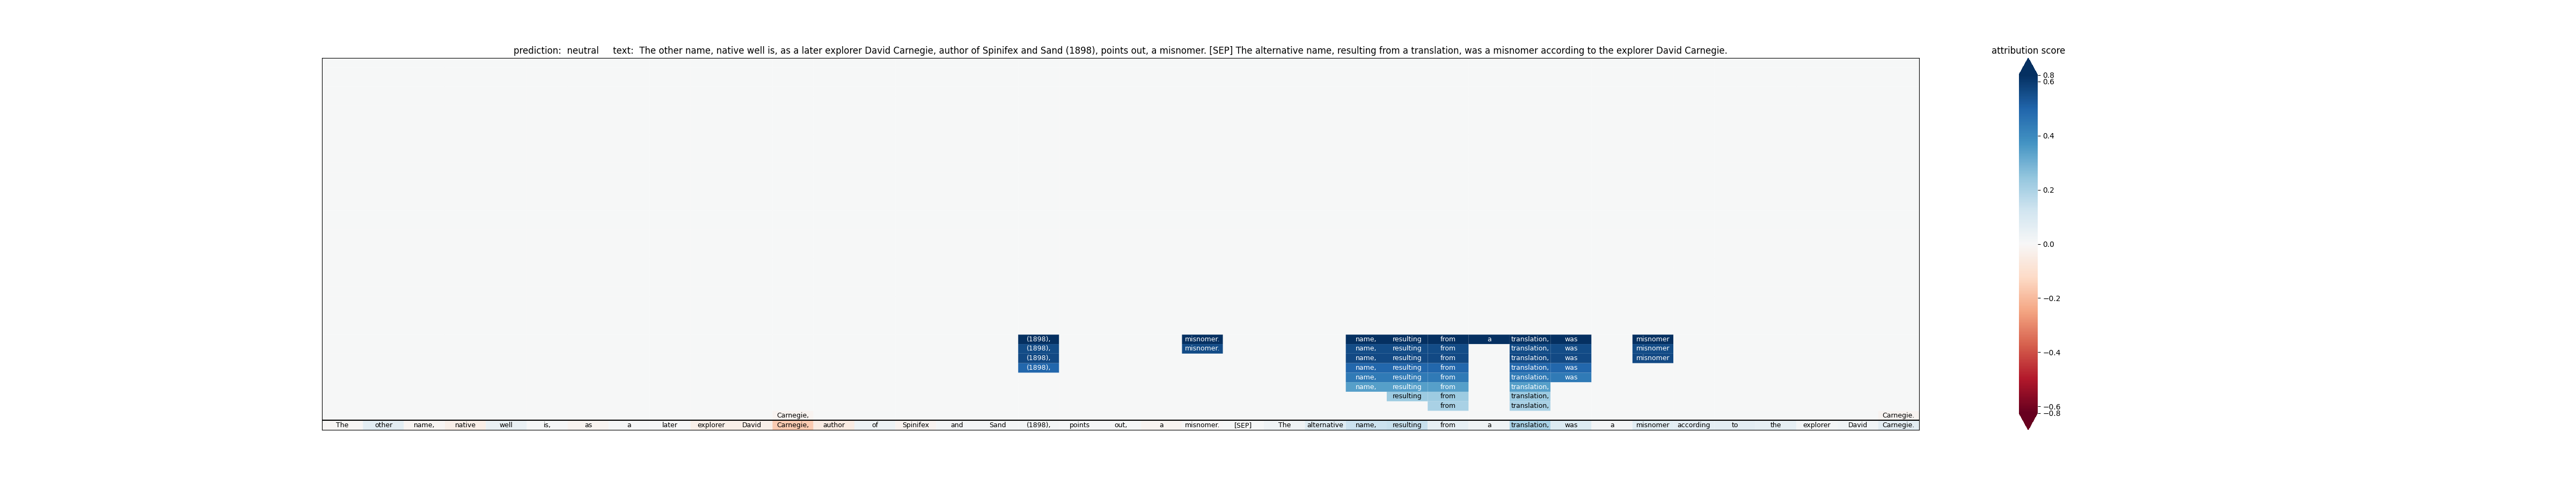 prediction: neutral text: The other name, native well is, as a later explorer David Carnegie, author of Spinifex and Sand (1898), points out, a misnomer. [SEP] The alternative name, resulting from a translation, was a misnomer according to the explorer David Carnegie.
attribution score
0.8
0.6
0.4
0.2
0.0
−0.2
−0.4
−0.6
−0.8
(1898), misnomer. name, resulting from a translation, was misnomer
(1898), misnomer. name, resulting from translation, was misnomer
(1898), name, resulting from translation, was misnomer
(1898), name, resulting from translation, was
name, resulting from translation, was
name, resulting from translation,
resulting from translation,
from translation,
Carnegie, Carnegie.
The other name, native well is, as a later explorer David Carnegie, author of Spinifex and Sand (1898), points out, a misnomer. [SEP] The alternative name, resulting from a translation, was a misnomer according to the explorer David Carnegie.